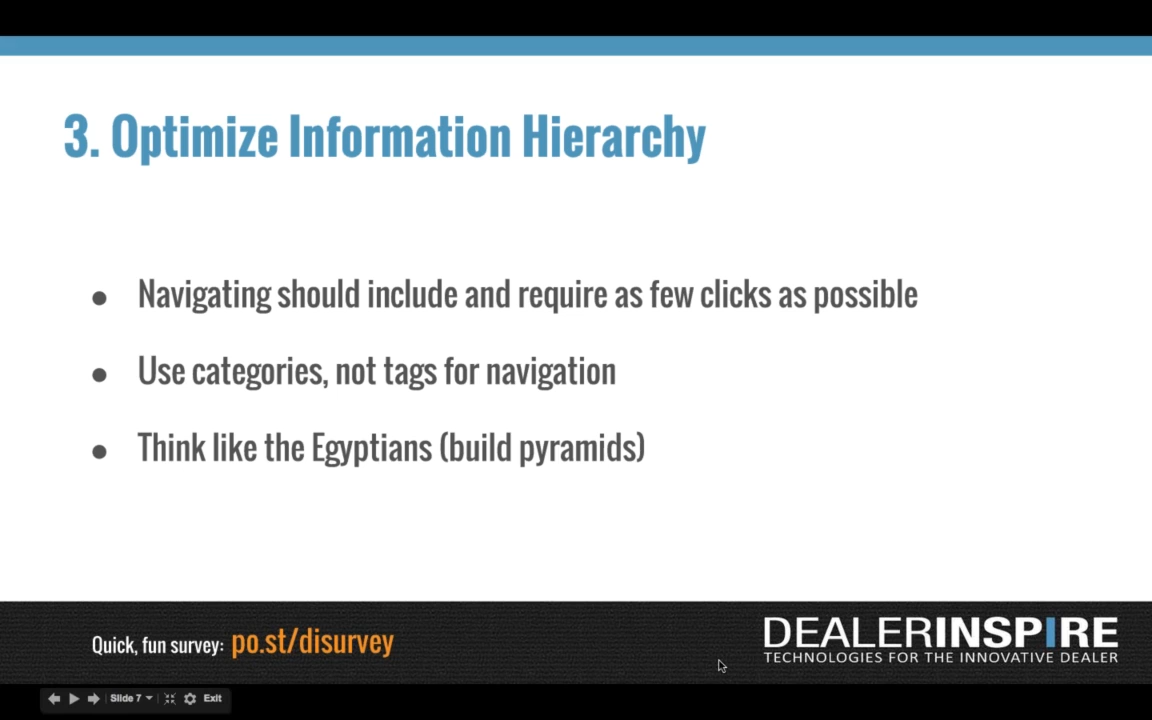 3. Optimize Information Hierarchy
● Navigating should include and require as few clicks as possible
● Use categories, not tags for navigation
● Think like the Egyptians (build pyramids)
Quick, fun survey: po.st/disurvey
DEALERINSPIRE
TECHNOLOGIES FOR THE INNOVATIVE DEALER
Slide 7
Exit